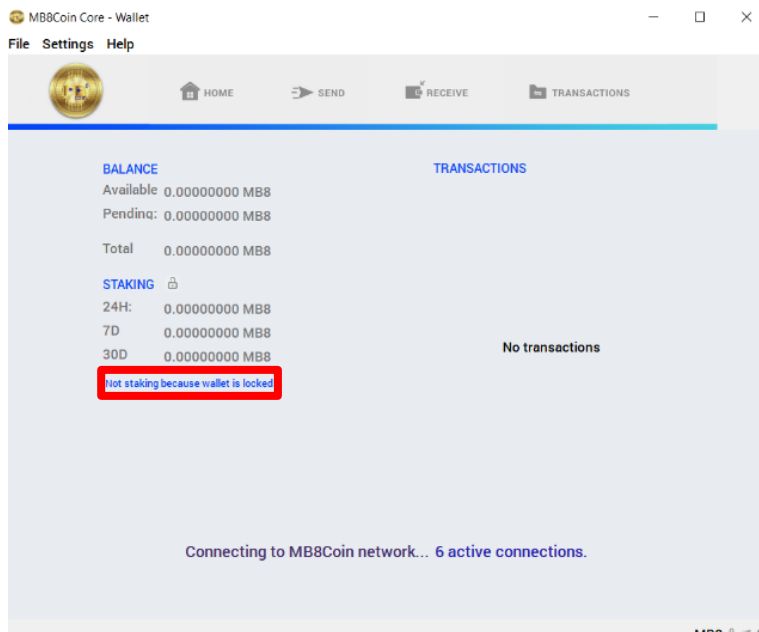 MB8Coin Core - Wallet
File Settings Help
HOME SEND RECEIVE TRANSACTIONS
BALANCE
Available 0.00000000 MB8
Pending: 0.00000000 MB8
Total 0.00000000 MB8
STAKING
24H: 0.00000000 MB8
7D 0.00000000 MB8
30D 0.00000000 MB8
Not staking because wallet is locked
TRANSACTIONS
No transactions
Connecting to MB8Coin network... 6 active connections.